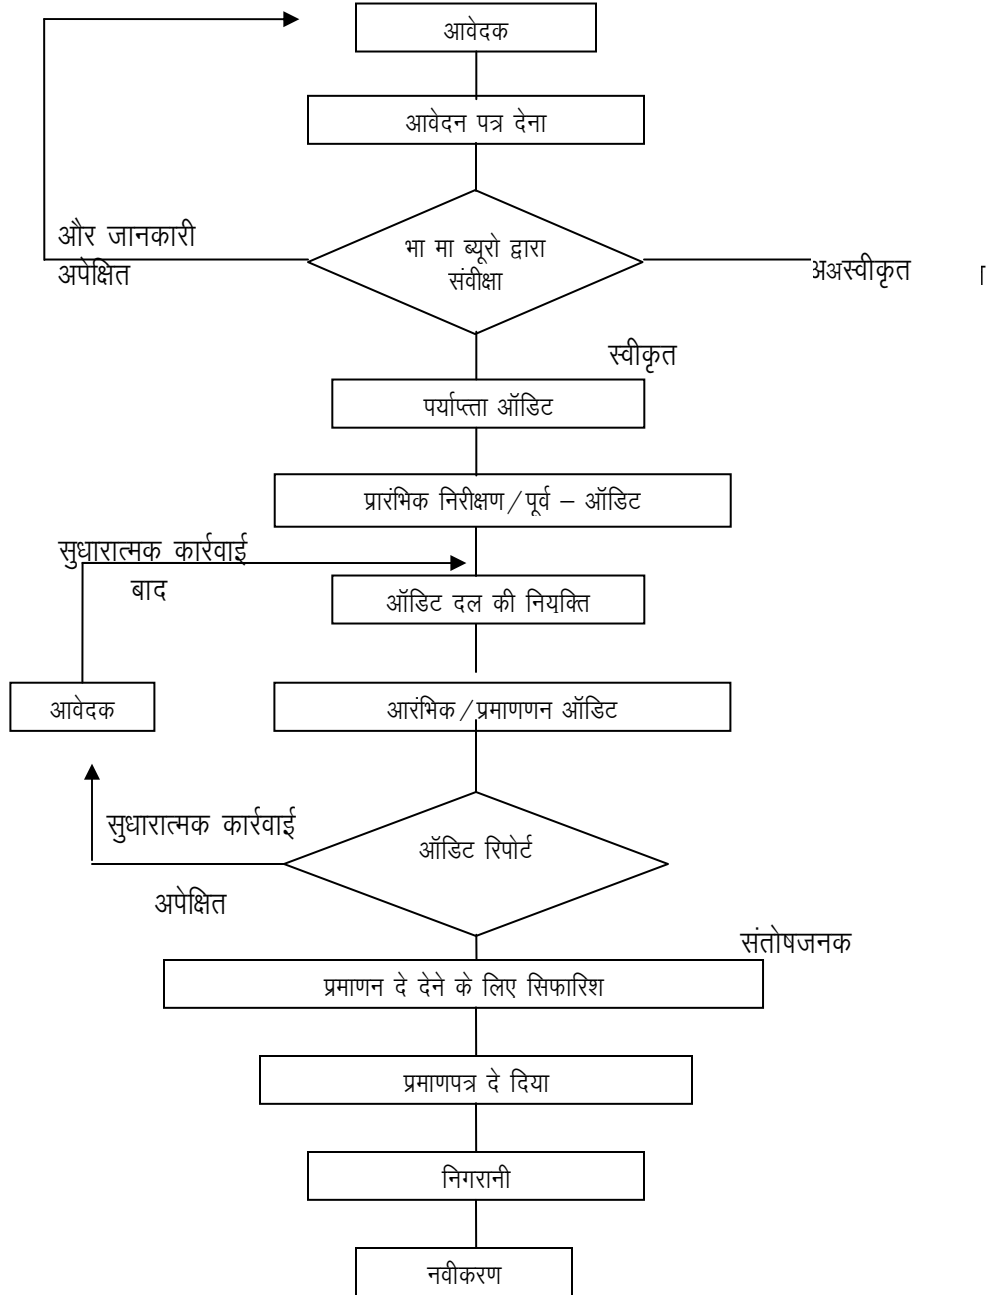 आवेदक
आवेदन पत्र देना
और जानकारी
अपेक्षित
भा मा ब्यूरो द्वारा
संवीक्षा
अअस्वीकृत
स्वीकृत
पर्याप्त्ता ऑडिट
प्रारंभिक निरीक्षण/पूर्व – ऑडिट
सुधारात्मक कार्रवाई
बाद
ऑडिट दल की नियक्ति
आवेदक
आरंभिक/प्रमाणणन ऑडिट
सुधारात्मक कार्रवाई
अपेक्षित
ऑडिट रिपोर्ट
संतोषजनक
प्रमाणन दे देने के लिए सिफारिश
प्रमाणपत्र दे दिया
निगरानी
नवीकरण